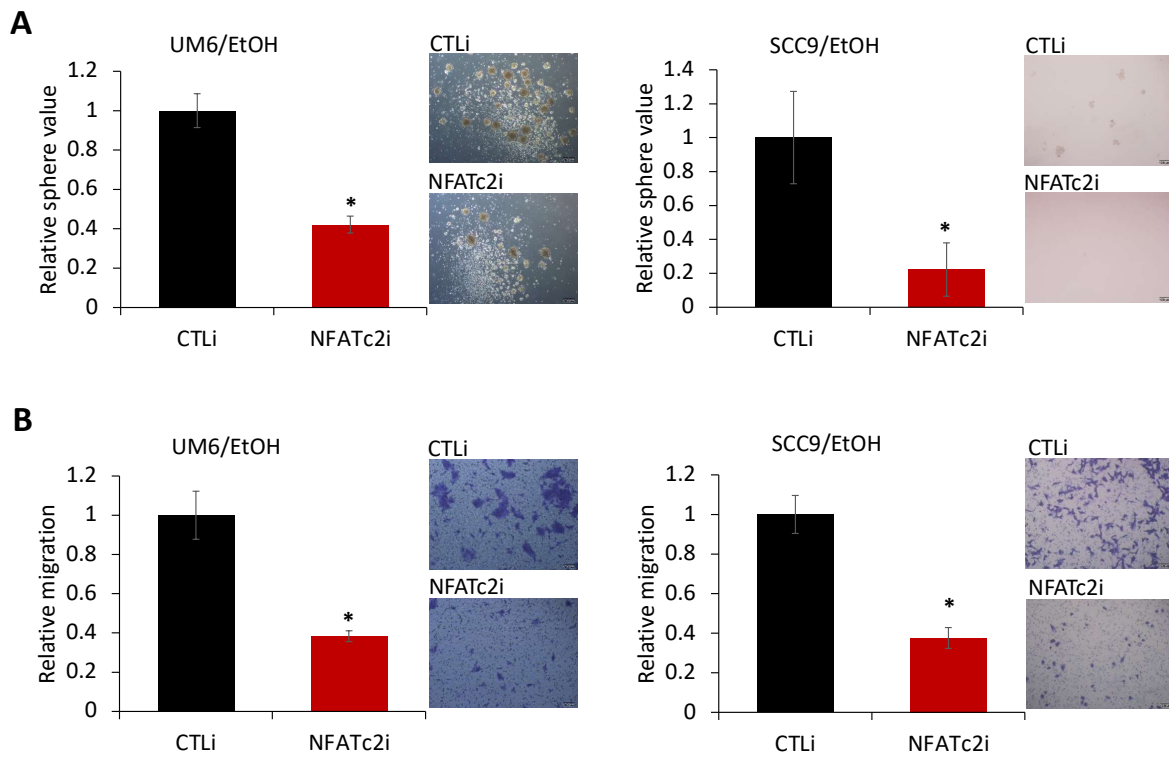 A
UM6/EtOH
Relative sphere value
1.2
1
0.8
0.6
0.4
0.2
0
*
CTLi
NFATc2i
CTLi
NFATc2i
SCC9/EtOH
Relative sphere value
1.4
1.2
1.0
0.8
0.6
0.4
0.2
0
*
CTLi
NFATc2i
CTLi
NFATc2i
B
UM6/EtOH
Relative migration
1.2
1
0.8
0.6
0.4
0.2
0
*
CTLi
NFATc2i
CTLi
NFATc2i
SCC9/EtOH
Relative migration
1.2
1
0.8
0.6
0.4
0.2
0
*
CTLi
NFATc2i
CTLi
NFATc2i